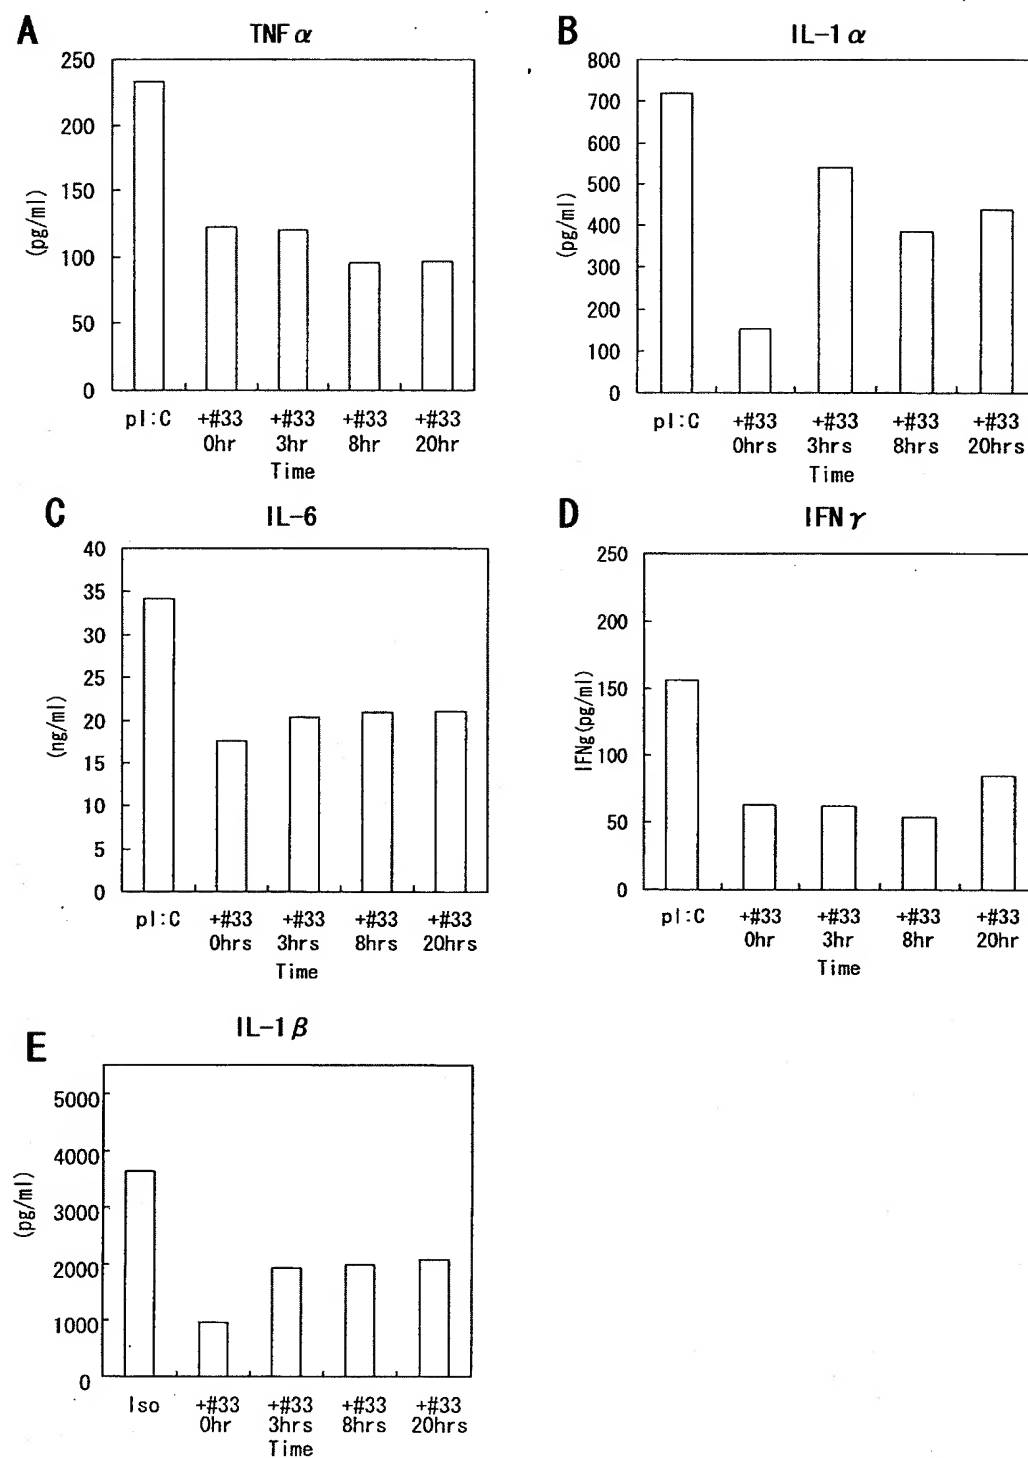 A
TNF α
250
200
150
100
50
0
(pg/ml)
pI:C +#33 +#33 +#33 +#33
0hr 3hr 8hr 20hr
Time
B
IL-1 α
800
700
600
500
400
300
200
100
0
(pg/ml)
pI:C +#33 +#33 +#33 +#33
0hrs 3hrs 8hrs 20hrs
Time
C
IL-6
40
35
30
25
20
15
10
5
0
(ng/ml)
pI:C +#33 +#33 +#33 +#33
0hrs 3hrs 8hrs 20hrs
Time
D
IFN γ
250
200
150
100
50
0
IFNg(pg/ml)
pI:C +#33 +#33 +#33 +#33
0hr 3hr 8hr 20hr
Time
E
IL-1 β
5000
4000
3000
2000
1000
0
(pg/ml)
Iso +#33 +#33 +#33 +#33
0hr 3hrs 8hrs 20hrs
Time